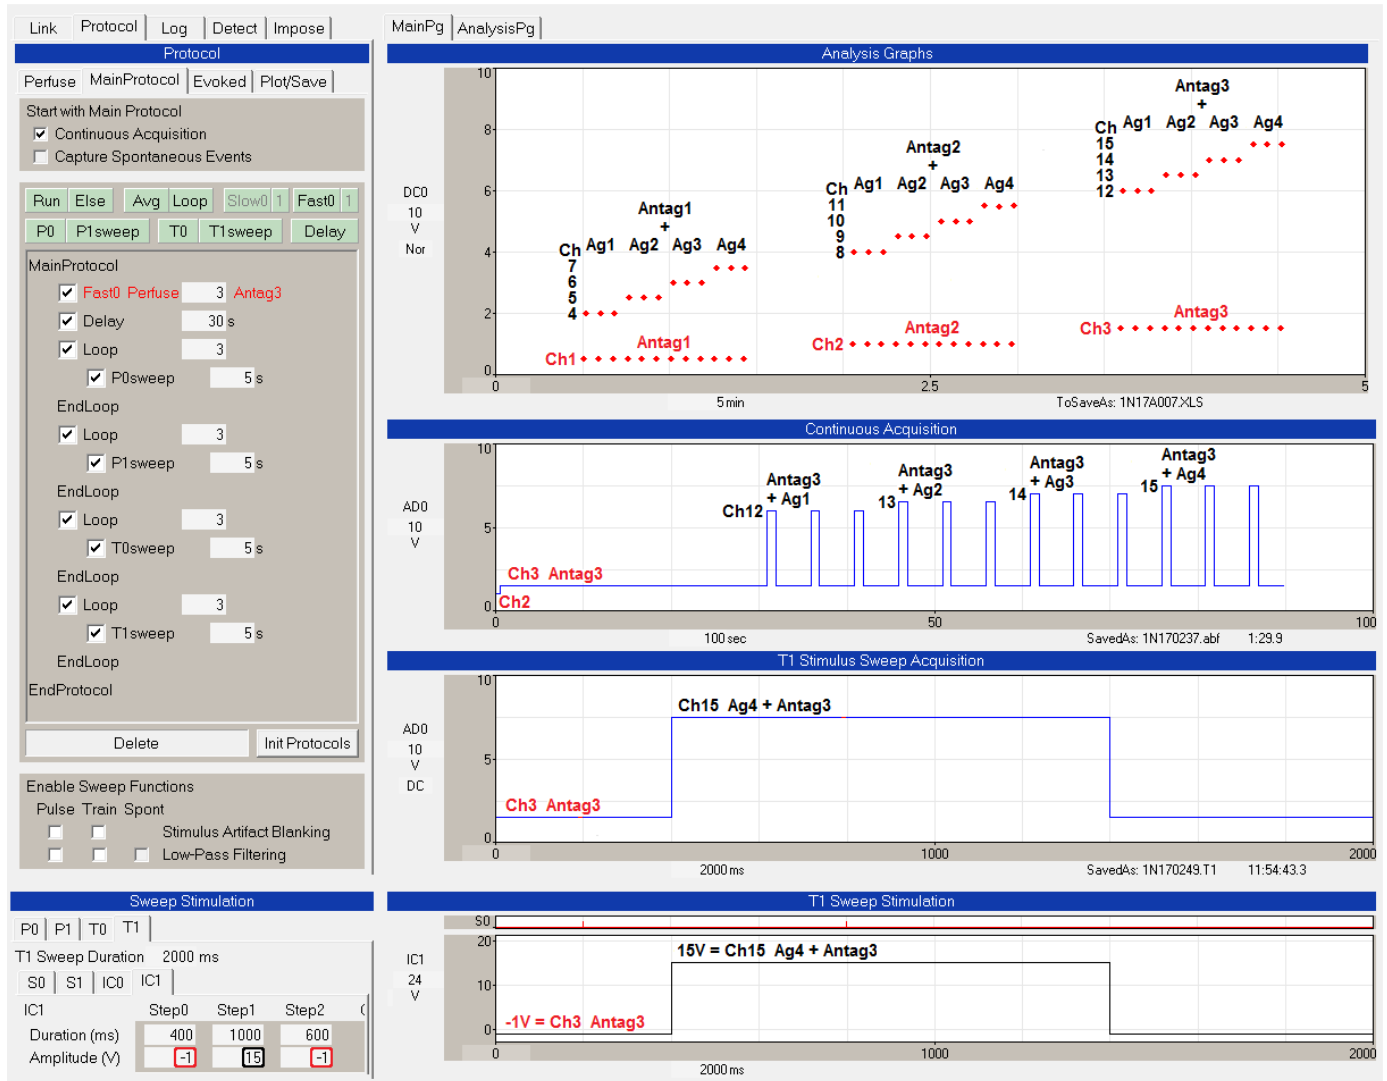 Link Protocol Log Detect Impose
Protocol
Perfuse MainProtocol Evoked Plot/Save
Start with Main Protocol
Continuous Acquisition
Capture Spontaneous Events
Run Else Avg Loop Slow0 1 Fast0 1
P0 P1sweep T0 T1sweep Delay
MainProtocol
Fast0 Perfuse 3 Antag3
Delay 30 s
Loop 3
P0sweep 5 s
EndLoop
Loop 3
P1sweep 5 s
EndLoop
Loop 3
T0sweep 5 s
EndLoop
Loop 3
T1sweep 5 s
EndLoop
EndProtocol
Delete Init Protocols
Enable Sweep Functions
Pulse Train Spont
Stimulus Artifact Blanking
Low-Pass Filtering
Sweep Stimulation
P0 P1 T0 T1
T1 Sweep Duration 2000 ms
S0 S1 IC0 IC1
IC1 Step0 Step1 Step2
Duration (ms) 400 1000 600
Amplitude (V) -1 15 -1
MainPg AnalysisPg
Analysis Graphs
DC0
10
V
Nor
10
8
6
4
2
0
Antag1
+
Ch Ag1 Ag2 Ag3 Ag4
7
6
5
4
Ch1 Antag1
Antag2
+
Ch Ag1 Ag2 Ag3 Ag4
11
10
9
8
Ch2 Antag2
Antag3
+
Ch Ag1 Ag2 Ag3 Ag4
15
14
13
12
Ch3 Antag3
0 2.5 5
5 min ToSaveAs: 1N17A007.XLS
Continuous Acquisition
AD0
10
V
10
5
0
Ch12 Antag3
+ Ag1
13 Antag3
+ Ag2
14 Antag3
+ Ag3
15 Antag3
+ Ag4
Ch3 Antag3
Ch2
0 50 100
100 sec SavedAs: 1N170237.abf 1:29.9
T1 Stimulus Sweep Acquisition
AD0
10
V
DC
10
5
0
Ch15 Ag4 + Antag3
Ch3 Antag3
0 1000 2000
2000 ms SavedAs: 1N170249.T1 11:54:43.3
T1 Sweep Stimulation
S0
IC1
24
V
20
10
0
15V = Ch15 Ag4 + Antag3
-1V = Ch3 Antag3
0 1000 2000
2000 ms